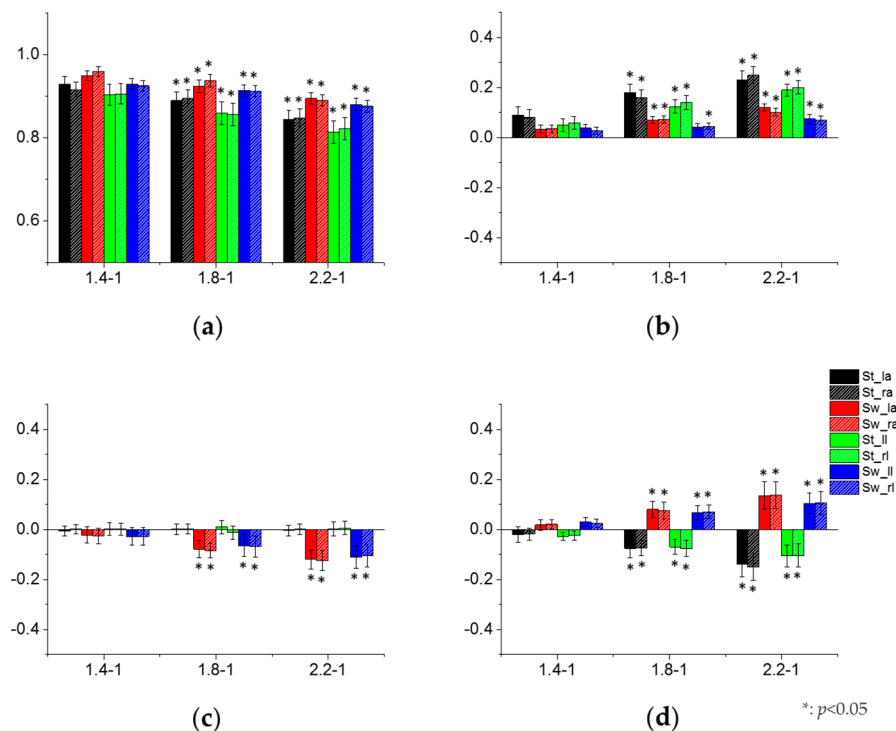 1.0
0.8
0.6
1.4-1 1.8-1 2.2-1
* * * * * * * *
* * * * * * * *
(a)
0.4
0.2
0.0
-0.2
-0.4
1.4-1 1.8-1 2.2-1
* * * * * * *
* * * * * * * *
(b)
0.4
0.2
0.0
-0.2
-0.4
1.4-1 1.8-1 2.2-1
* * * *
* * * *
(c)
0.4
0.2
0.0
-0.2
-0.4
1.4-1 1.8-1 2.2-1
* * * * * * * *
* * * * * * * *
(d)
St_la
St_ra
Sw_la
Sw_ra
St_ll
St_rl
Sw_ll
Sw_rl
*: p<0.05